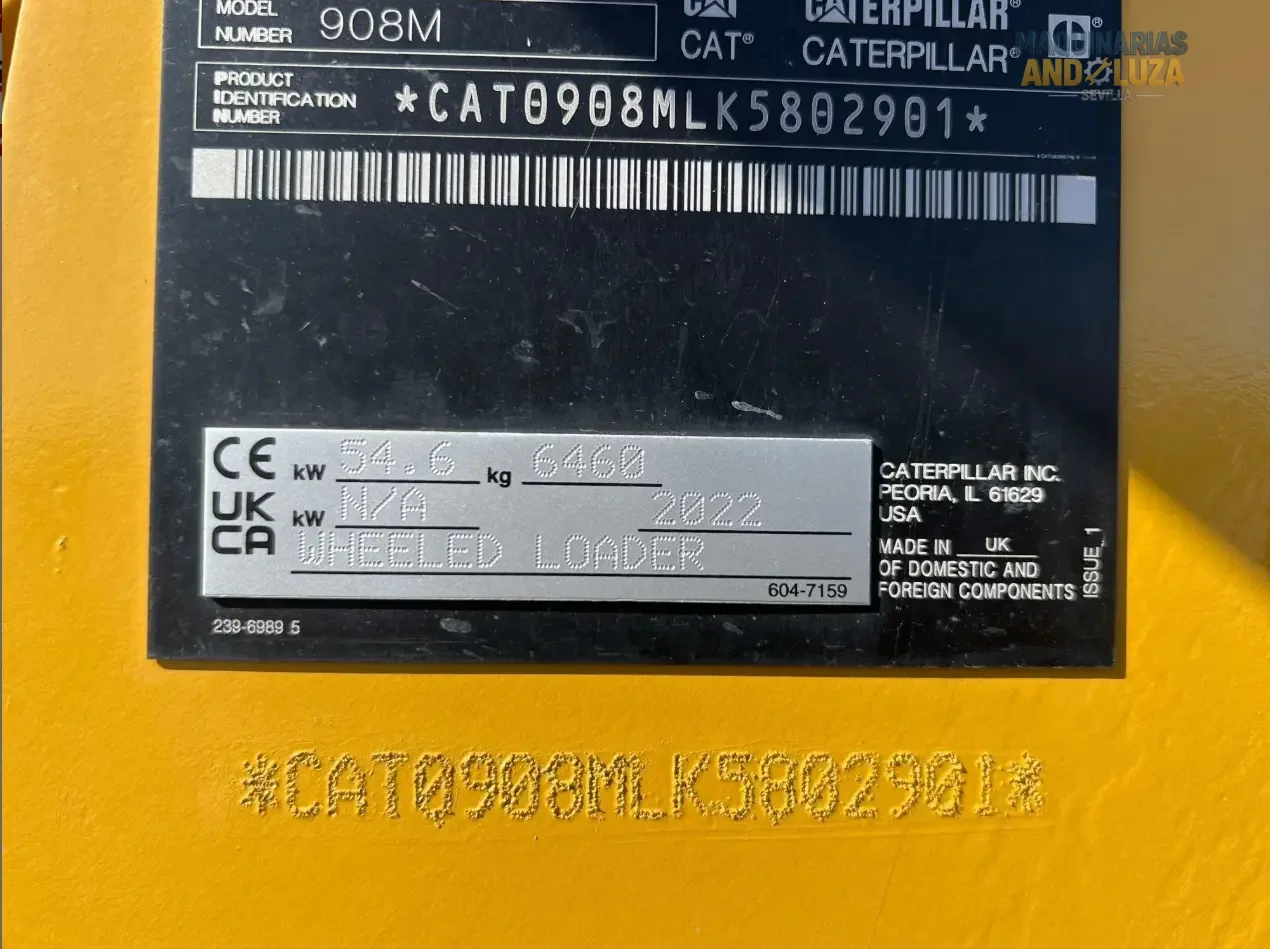 MODEL
NUMBER 908M
CAT CATERPILLAR®
CAT® CATERPILLAR®
®
MAQUINARIAS
ANDALUZA
SEVILLA
PRODUCT
IDENTIFICATION
NUMBER
*CAT0908MLK5802901*
CE kW 54.6 kg 6460
UK
CA kW N/A 2022
WHEELED LOADER
604-7159
CATERPILLAR INC.
PEORIA, IL 61629
USA
MADE IN UK
OF DOMESTIC AND
FOREIGN COMPONENTS
ISSUE_1
239-6989 5
*CAT0908MLK5802901*